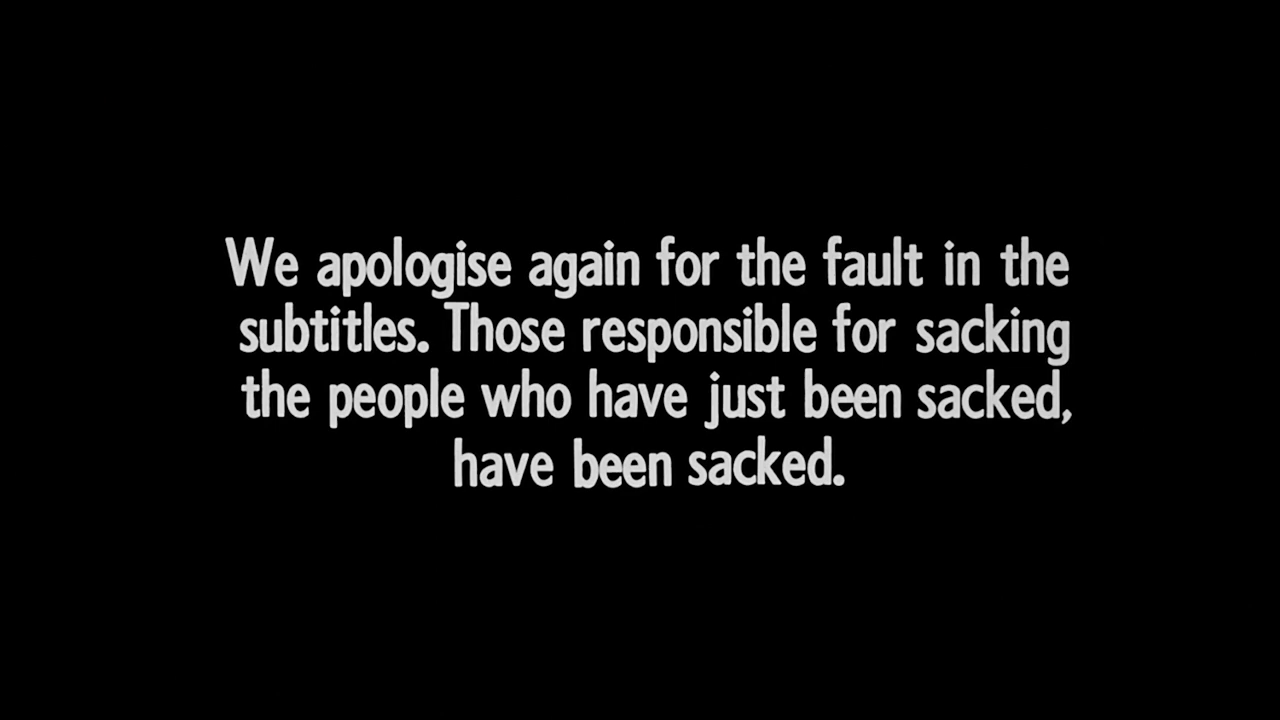 We apologise again for the fault in the
subtitles. Those responsible for sacking
the people who have just been sacked,
have been sacked.